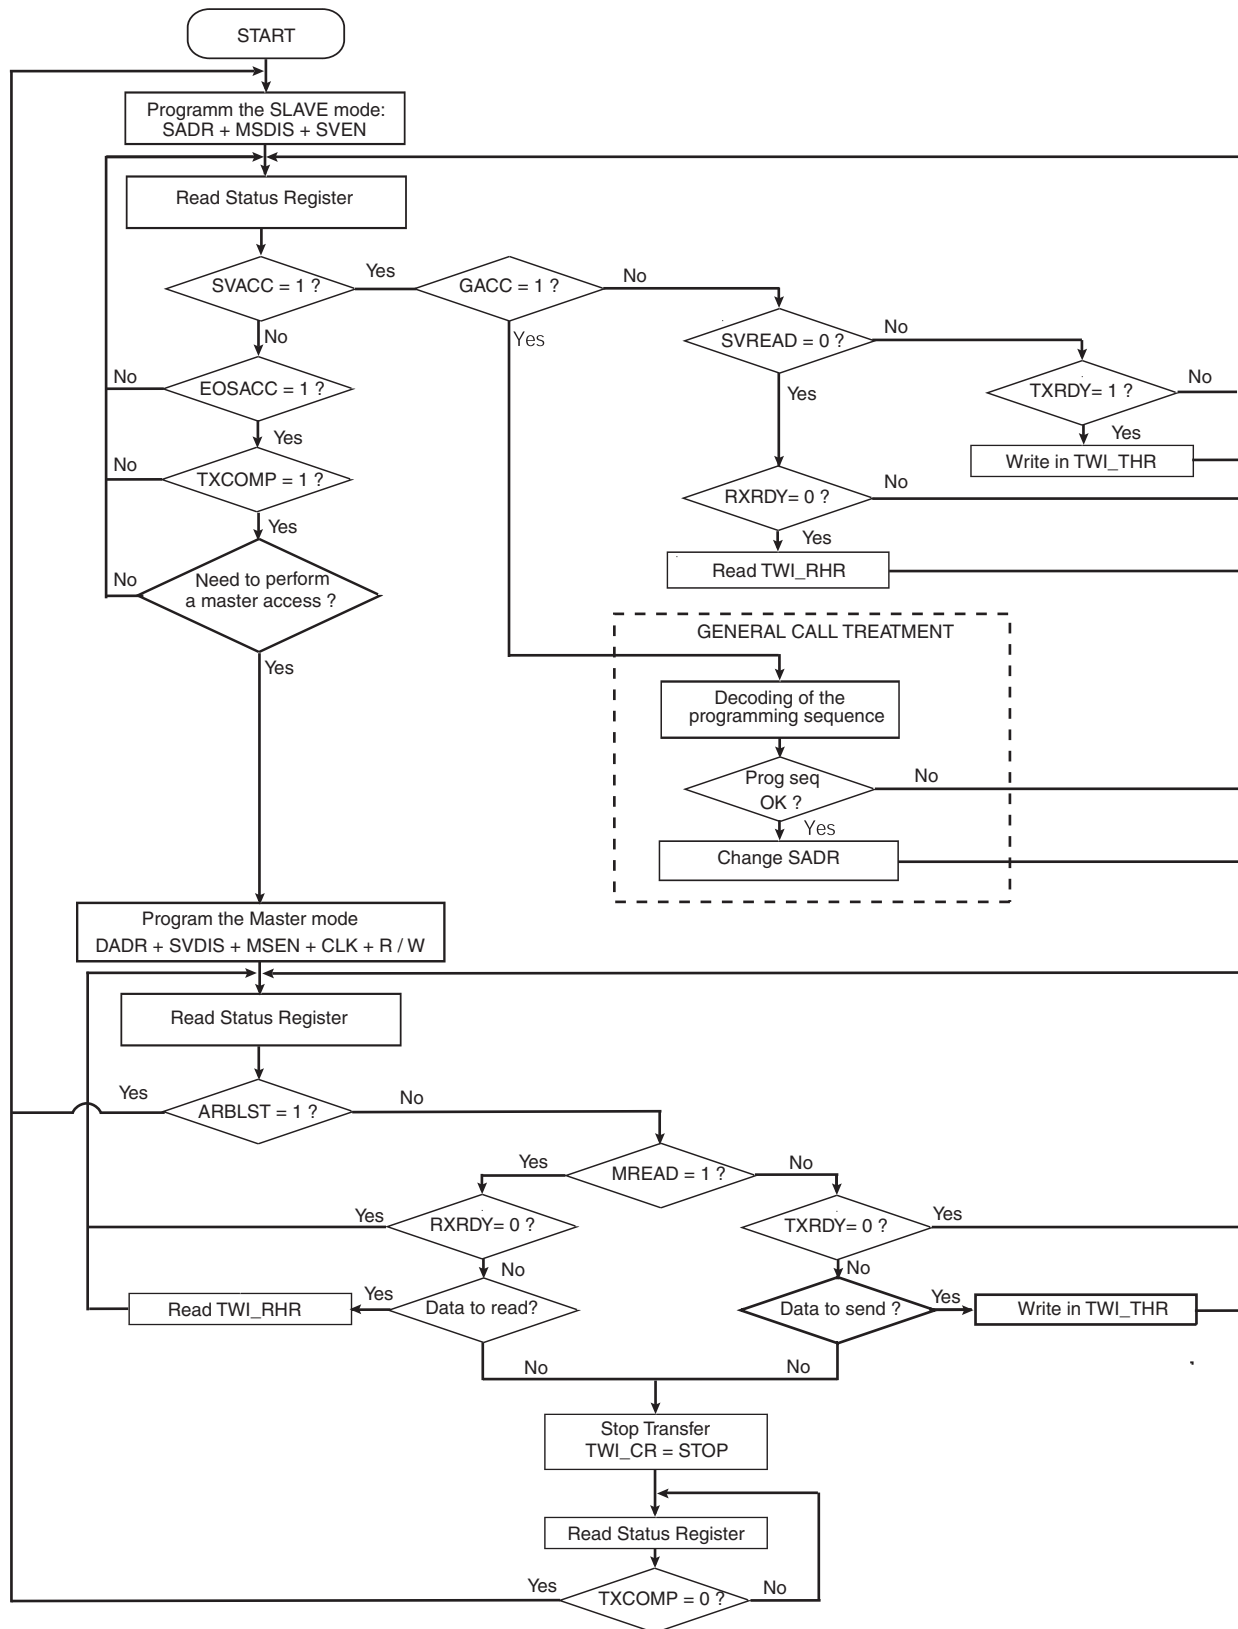 START
Programm the SLAVE mode:
SADR + MSDIS + SVEN
Read Status Register
SVACC = 1 ?
Yes
GACC = 1 ?
No
No
Yes
SVREAD = 0 ?
No
No
EOSACC = 1 ?
Yes
TXRDY= 1 ?
No
Yes
Yes
Write in TWI_THR
No
TXCOMP = 1 ?
RXRDY= 0 ?
No
Yes
Yes
No
Need to perform
a master access ?
Read TWI_RHR
Yes
GENERAL CALL TREATMENT
Decoding of the
programming sequence
Prog seq
OK ?
No
Yes
Change SADR
Program the Master mode
DADR + SVDIS + MSEN + CLK + R / W
Read Status Register
Yes
ARBLST = 1 ?
No
Yes
MREAD = 1 ?
No
Yes
RXRDY= 0 ?
TXRDY= 0 ?
Yes
No
No
Read TWI_RHR
Yes
Data to read?
Data to send ?
Yes
Write in TWI_THR
No
No
Stop Transfer
TWI_CR = STOP
Read Status Register
Yes
TXCOMP = 0 ?
No